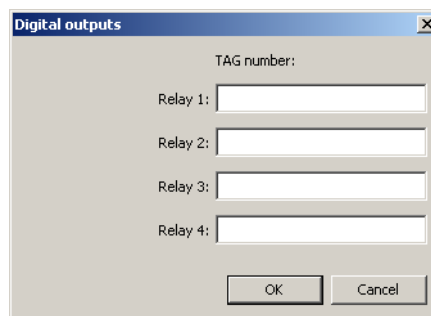 Digital outputs
TAG number:
Relay 1:
Relay 2:
Relay 3:
Relay 4:
OK Cancel